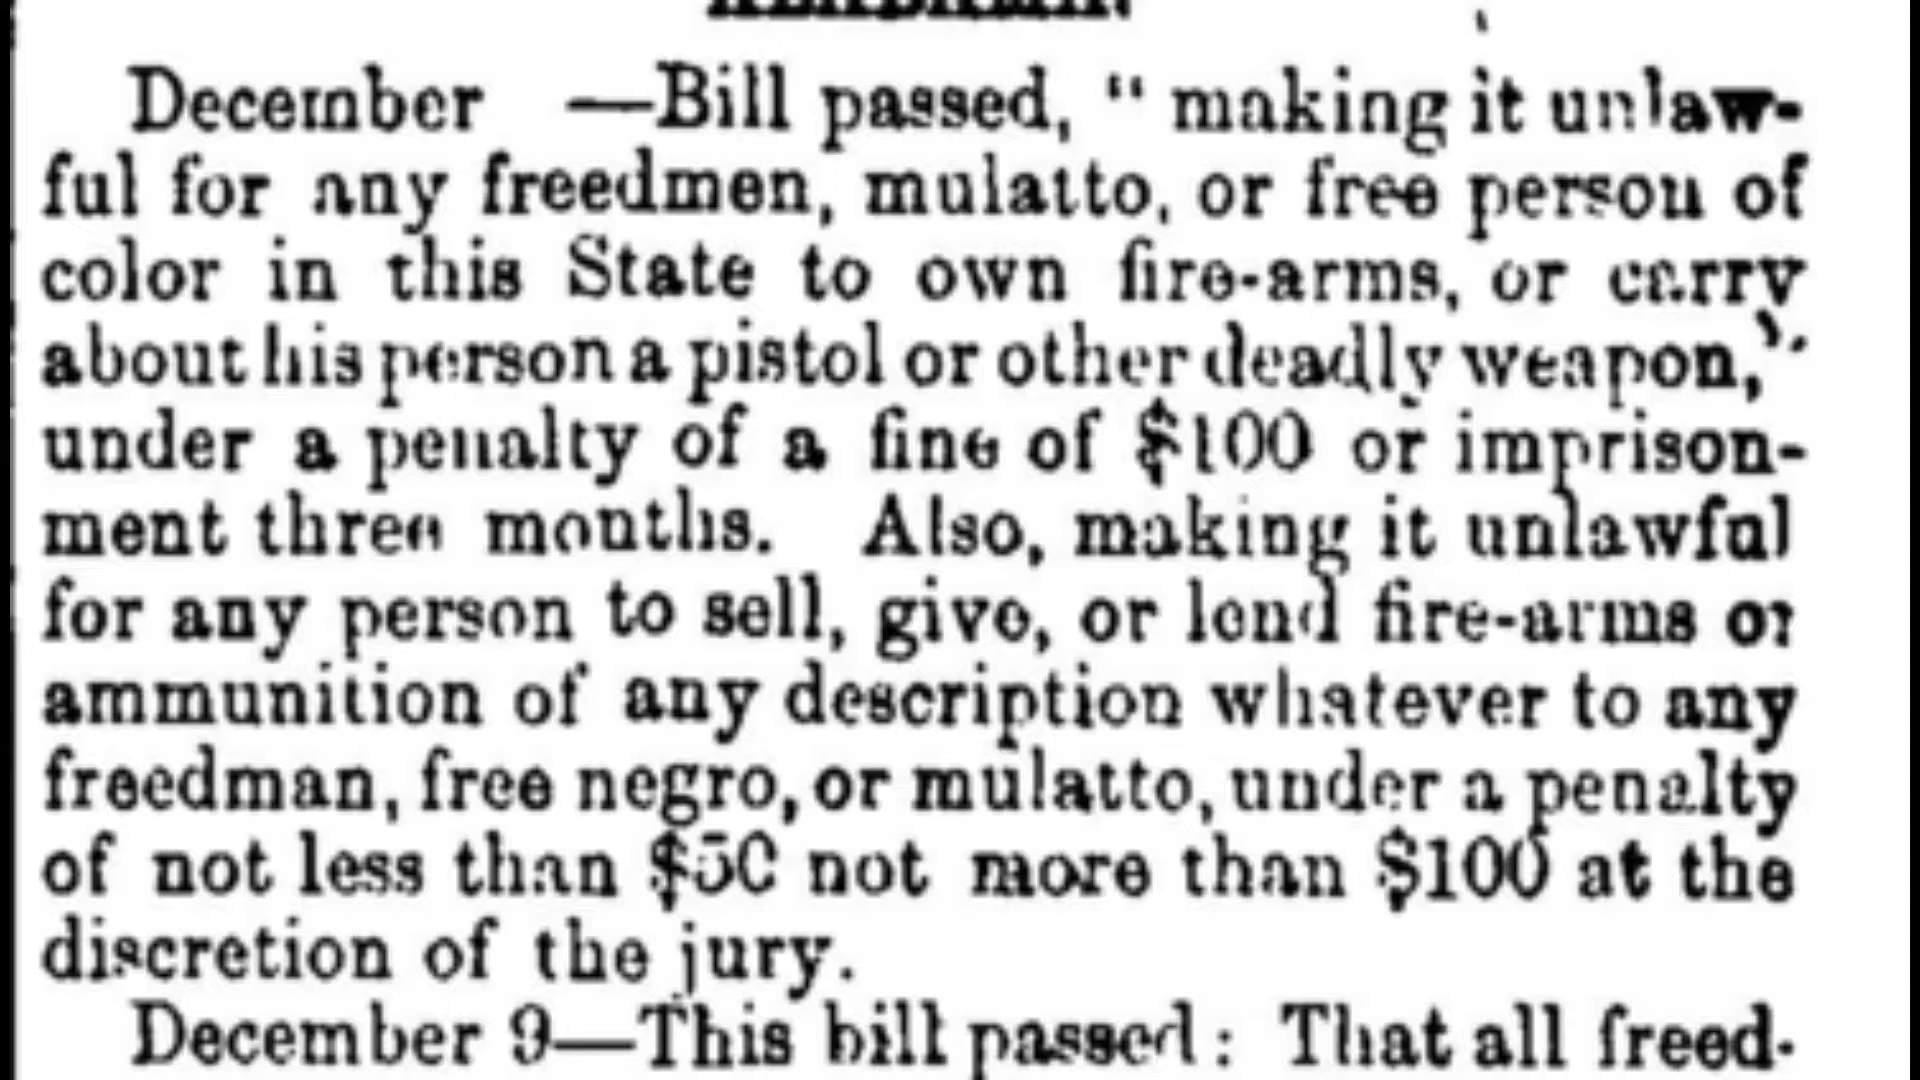 December —Bill passed, "making it unlaw-
ful for any freedmen, mulatto, or free person of
color in this State to own fire-arms, or carry
about his person a pistol or other deadly weapon,"
under a penalty of a fine of $100 or imprison-
ment three months. Also, making it unlawful
for any person to sell, give, or lend fire-arms or
ammunition of any description whatever to any
freedman, free negro, or mulatto, under a penalty
of not less than $50 not more than $100 at the
discretion of the jury.
December 9—This bill passed: That all freed-